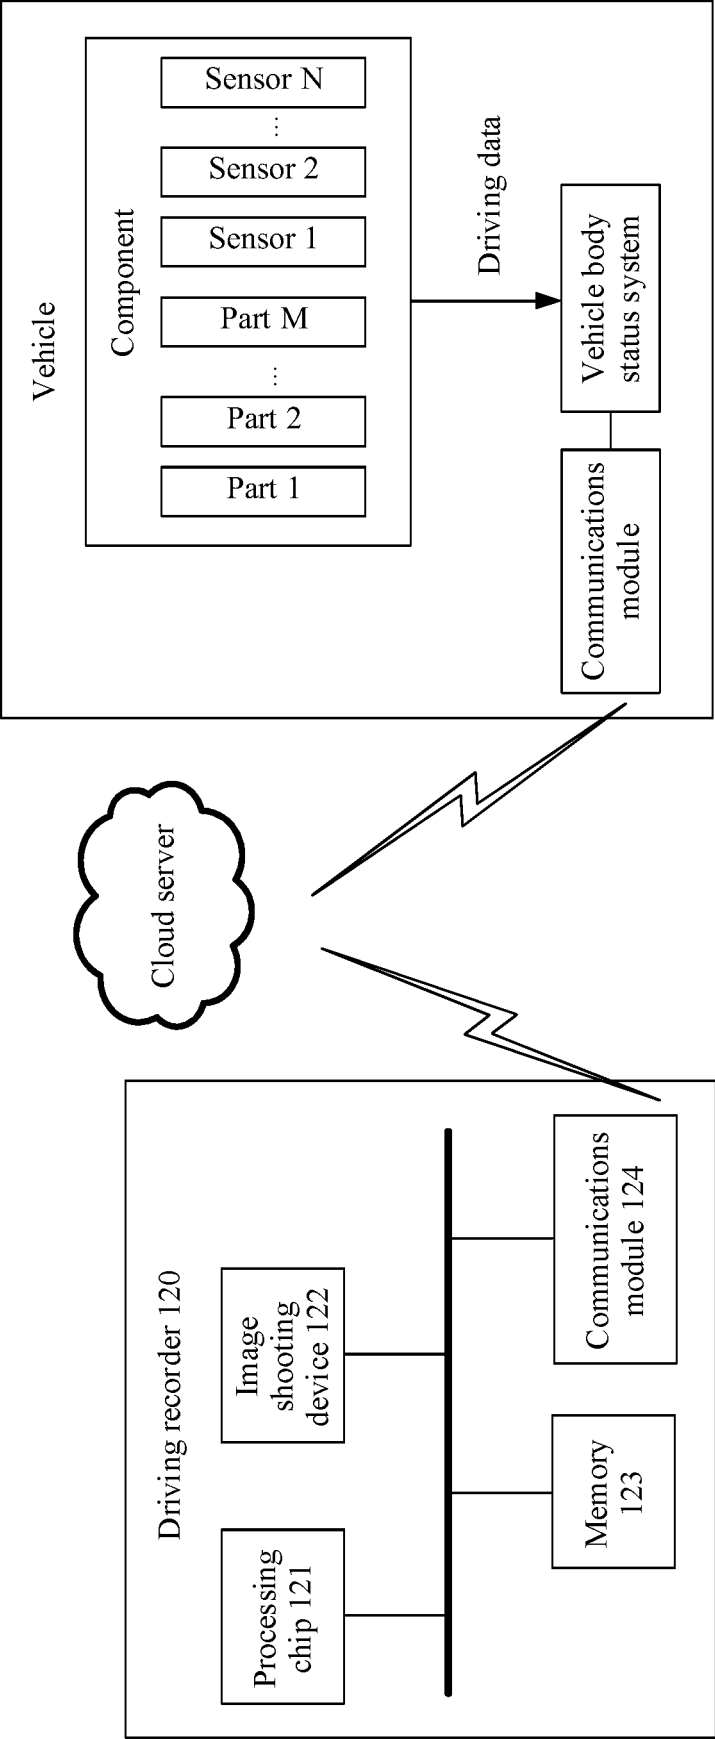 Driving recorder 120
Processing
chip 121
Image
shooting
device 122
Memory
123
Communications
module 124
Cloud server
Vehicle
Component
Part 1
Part 2
...
Part M
Sensor 1
Sensor 2
...
Sensor N
Driving data
Communications
module
Vehicle body
status system